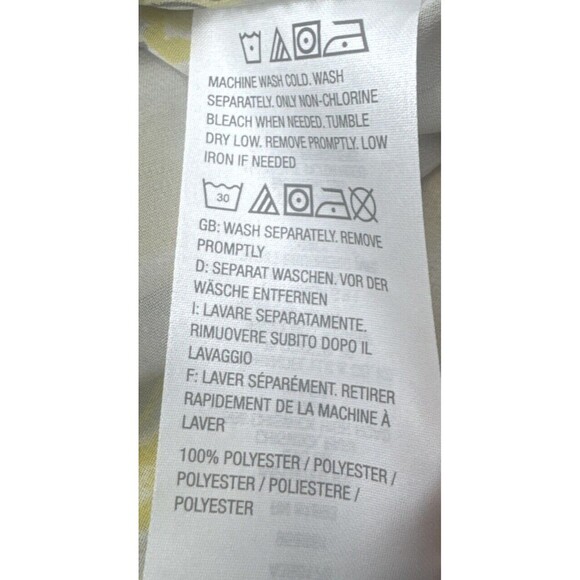 MACHINE WASH COLD. WASH
SEPARATELY. ONLY NON-CHLORINE
BLEACH WHEN NEEDED. TUMBLE
DRY LOW. REMOVE PROMPTLY. LOW
IRON IF NEEDED
30
GB: WASH SEPARATELY. REMOVE
PROMPTLY
D: SEPARAT WASCHEN. VOR DER
WÄSCHE ENTFERNEN
I: LAVARE SEPARATAMENTE.
RIMUOVERE SUBITO DOPO IL
LAVAGGIO
F: LAVER SÉPARÉMENT. RETIRER
RAPIDEMENT DE LA MACHINE À
LAVER
100% POLYESTER / POLYESTER /
POLYESTER / POLIESTERE /
POLYESTER